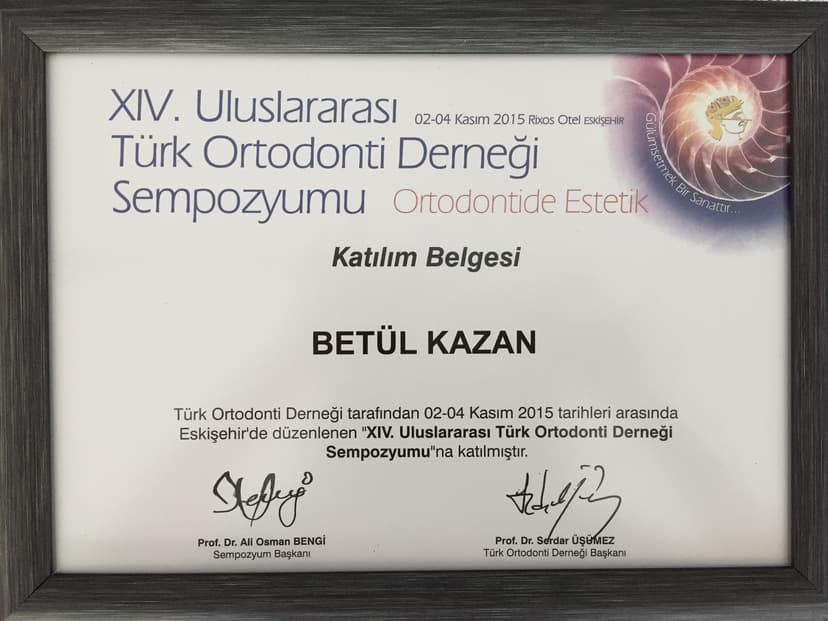 XIV. Uluslararası 02-04 Kasım 2015 Rixos Otel ESKİŞEHİR
Türk Ortodonti Derneği
Sempozyumu Ortodontide Estetik
Gülümsetmek Bir Sanattır...
Katılım Belgesi
BETÜL KAZAN
Türk Ortodonti Derneği tarafından 02-04 Kasım 2015 tarihleri arasında
Eskişehir'de düzenlenen "XIV. Uluslararası Türk Ortodonti Derneği
Sempozyumu"na katılmıştır.
Prof. Dr. Ali Osman BENGİ
Sempozyum Başkanı
Prof. Dr. Serdar ÜŞÜMEZ
Türk Ortodonti Derneği Başkanı